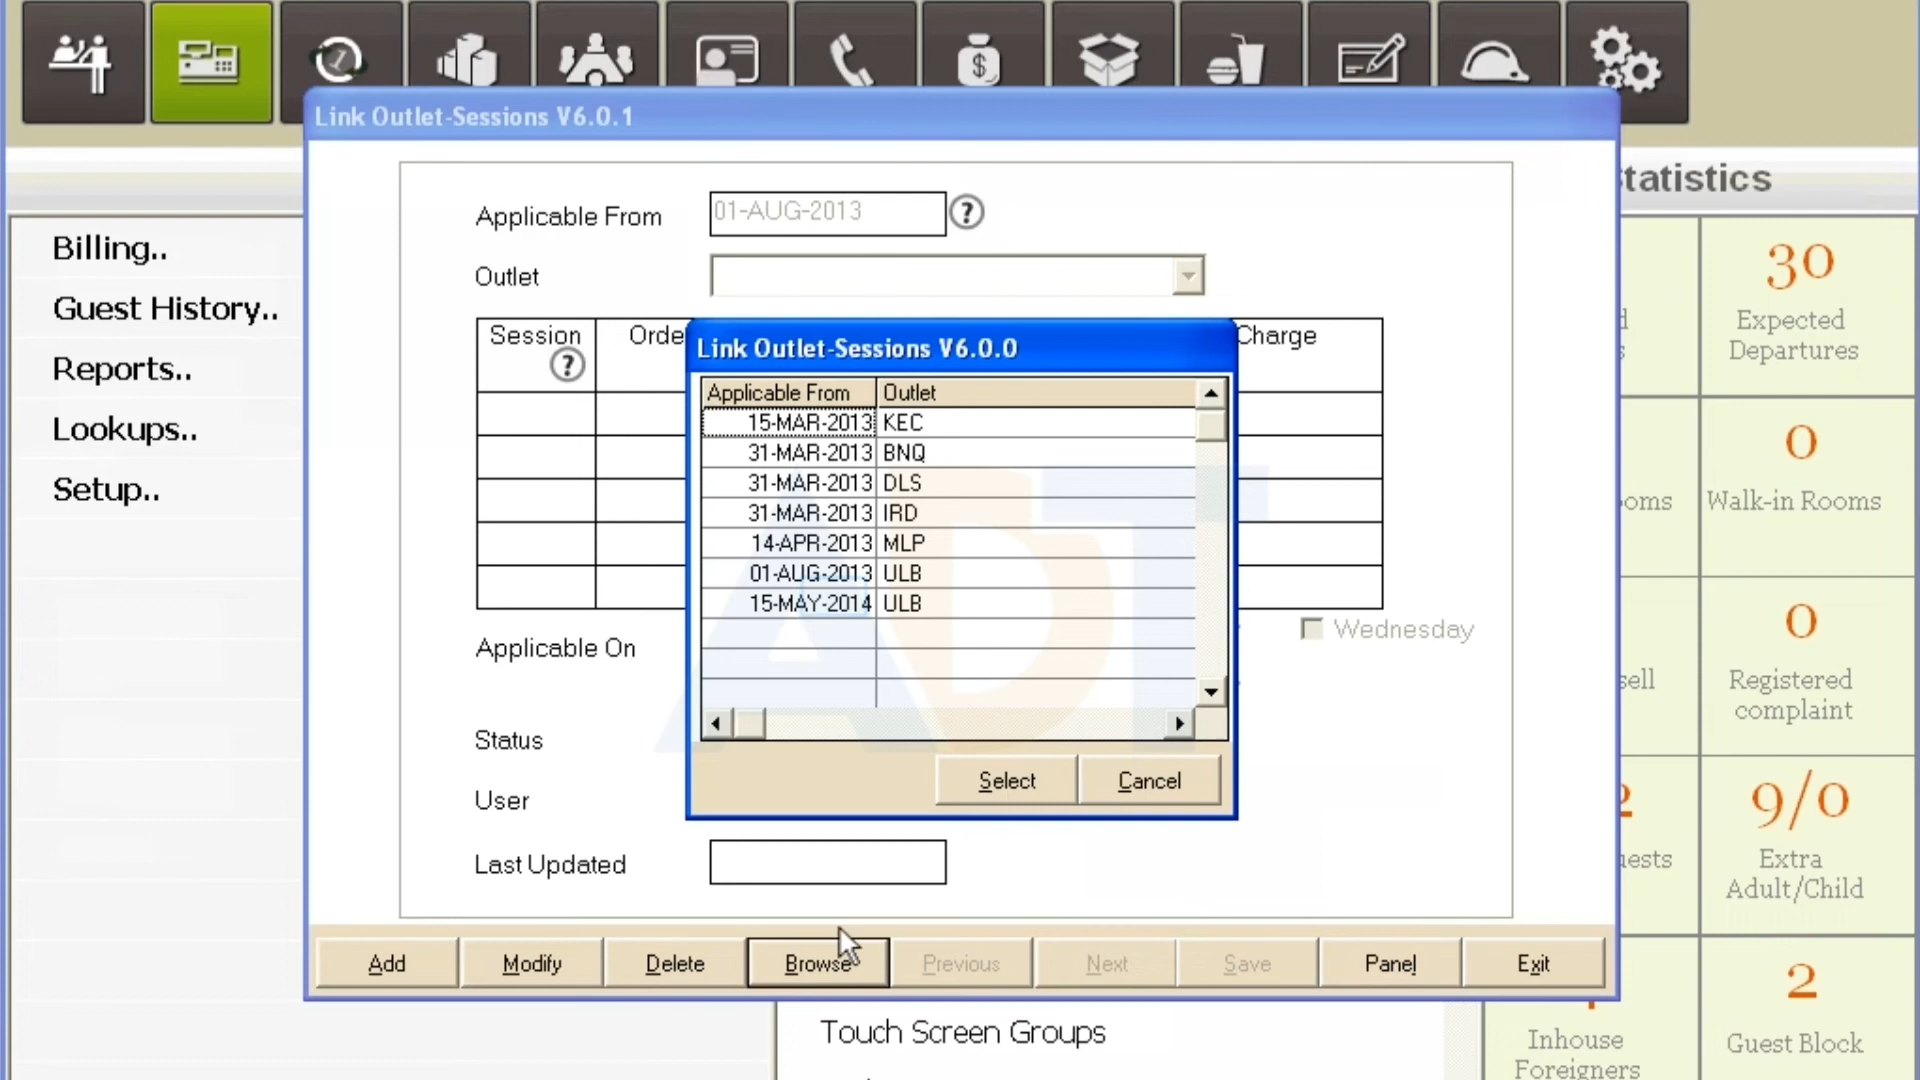 Link Outlet-Sessions V6.0.1
tatistics
Billing..
Guest History..
Reports..
Lookups..
Setup..
Applicable From 01-AUG-2013 ?
Outlet
Session Orde Charge
?
Link Outlet-Sessions V6.0.0
Applicable From Outlet
15-MAR-2013 KEC
31-MAR-2013 BNQ
31-MAR-2013 DLS
31-MAR-2013 IRD
14-APR-2013 MLP
01-AUG-2013 ULB
15-MAY-2014 ULB
Select Cancel
Applicable On
Wednesday
Status
User
Last Updated
Add Modify Delete Browse Previous Next Save Panel Exit
Touch Screen Groups
30
Expected
Departures
0
oms Walk-in Rooms
0
sell Registered
complaint
2 9/0
uests Extra
Adult/Child
2
Inhouse Guest Block
Foreigners
ADT